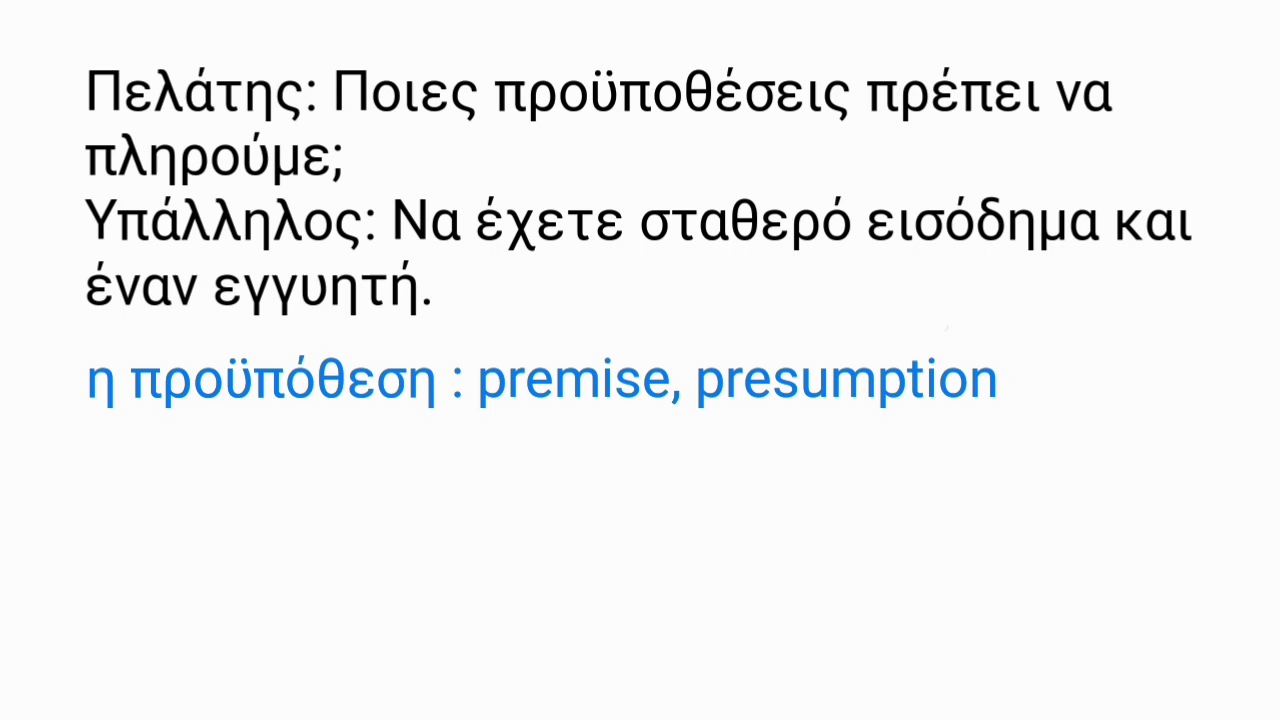 Πελάτης: Ποιες προϋποθέσεις πρέπει να
πληρούμε;
Υπάλληλος: Να έχετε σταθερό εισόδημα και
έναν εγγυητή.
η προϋπόθεση : premise, presumption